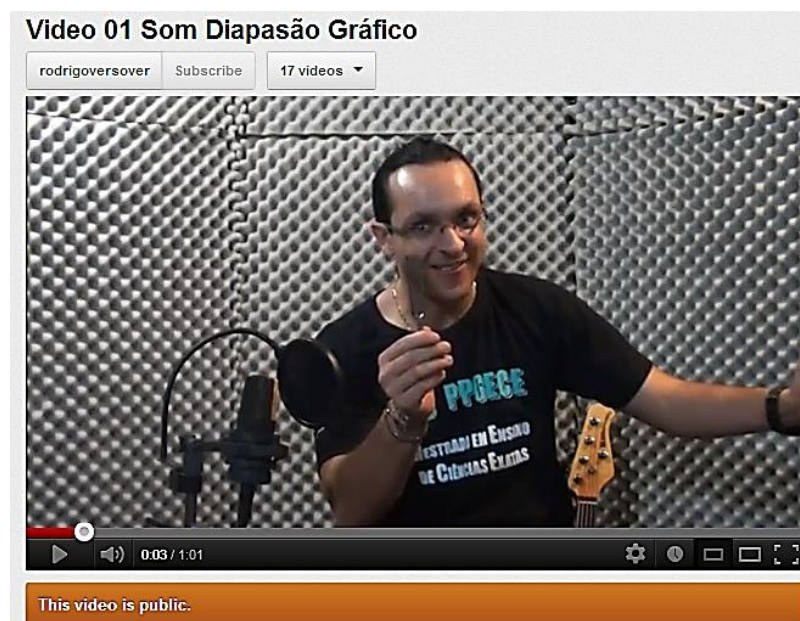 Video 01 Som Diapasão Gráfico
rodrigoversover Subscribe 17 videos
PPGECE
MESTRADO EM ENSINO
DE CIÊNCIAS EXATAS
0:03 / 1:01
This video is public.